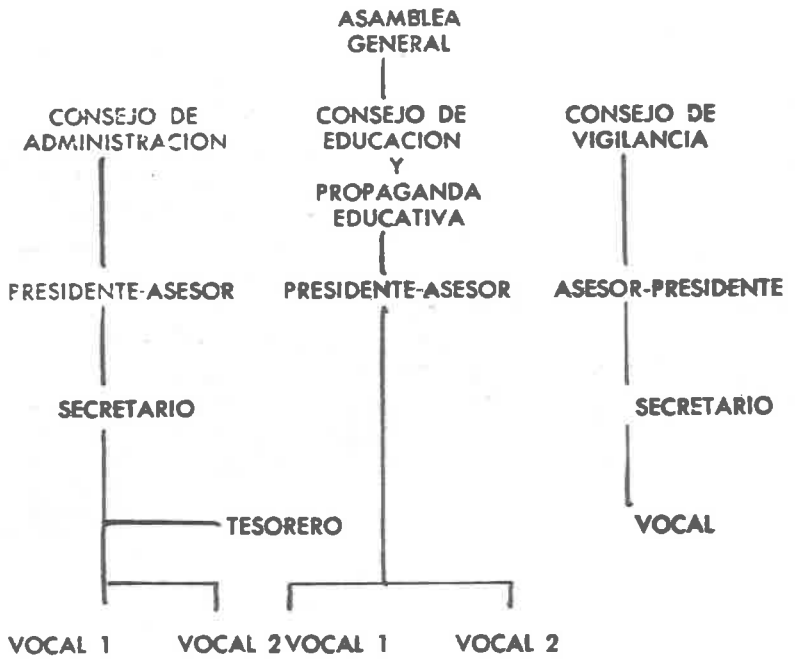 ASAMBLEA
GENERAL
CONSEJO DE
ADMINISTRACION
CONSEJO DE
EDUCACION
Y
PROPAGANDA
EDUCATIVA
CONSEJO DE
VIGILANCIA
PRESIDENTE-ASESOR
PRESIDENTE-ASESOR
ASESOR-PRESIDENTE
SECRETARIO
SECRETARIO
TESORERO
VOCAL
VOCAL 1
VOCAL 2
VOCAL 1
VOCAL 2